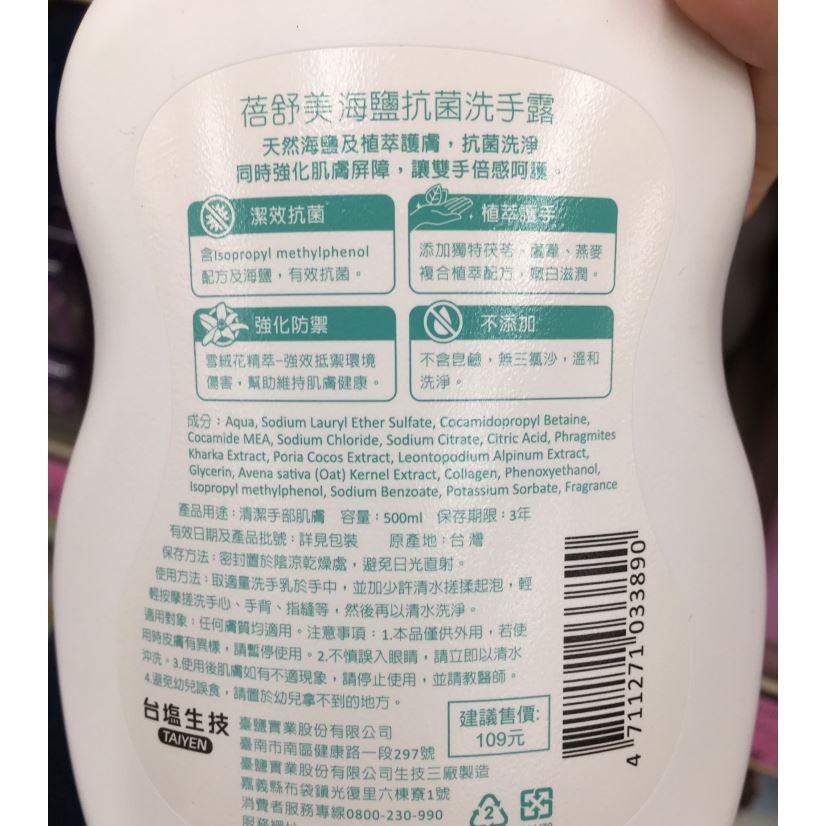 蓓舒美海鹽抗菌洗手露
天然海鹽及植萃護膚，抗菌洗淨
同時強化肌膚屏障，讓雙手倍感呵護。
潔效抗菌
含Isopropyl methylphenol
配方及海鹽，有效抗菌。
植萃護手
添加獨特茯苓、蘆葦、燕麥
複合植萃配方，嫩白滋潤。
強化防禦
雪絨花精萃-強效抵禦環境
傷害，幫助維持肌膚健康。
不添加
不含皂鹼，無三氯沙，溫和
洗淨。
成分：Aqua, Sodium Lauryl Ether Sulfate, Cocamidopropyl Betaine,
Cocamide MEA, Sodium Chloride, Sodium Citrate, Citric Acid, Phragmites
Kharka Extract, Poria Cocos Extract, Leontopodium Alpinum Extract,
Glycerin, Avena sativa (Oat) Kernel Extract, Collagen, Phenoxyethanol,
Isopropyl methylphenol, Sodium Benzoate, Potassium Sorbate, Fragrance
產品用途：清潔手部肌膚 容量：500ml 保存期限：3年
有效日期及產品批號：詳見包裝 原產地：台灣
保存方法：密封置於陰涼乾燥處，避免日光直射。
使用方法：取適量洗手乳於手中，並加少許清水搓揉起泡，輕
輕按摩搓洗手心、手背、指縫等，然後再以清水洗淨。
適用對象：任何膚質均適用。注意事項：1.本品僅供外用，若使
用時皮膚有異樣，請暫停使用。2.不慎誤入眼睛，請立即以清水
沖洗。3.使用後肌膚如有不適現象，請停止使用，並請教醫師。
4.避免幼兒誤食，請置於幼兒拿不到的地方。
台塩生技
TAIYEN
臺鹽實業股份有限公司
臺南市南區健康路一段297號
臺鹽實業股份有限公司生技三廠製造
嘉義縣布袋鎮光復里六棟寮1號
消費者服務專線0800-230-990
建議售價:
109元
4 711271 033890
2